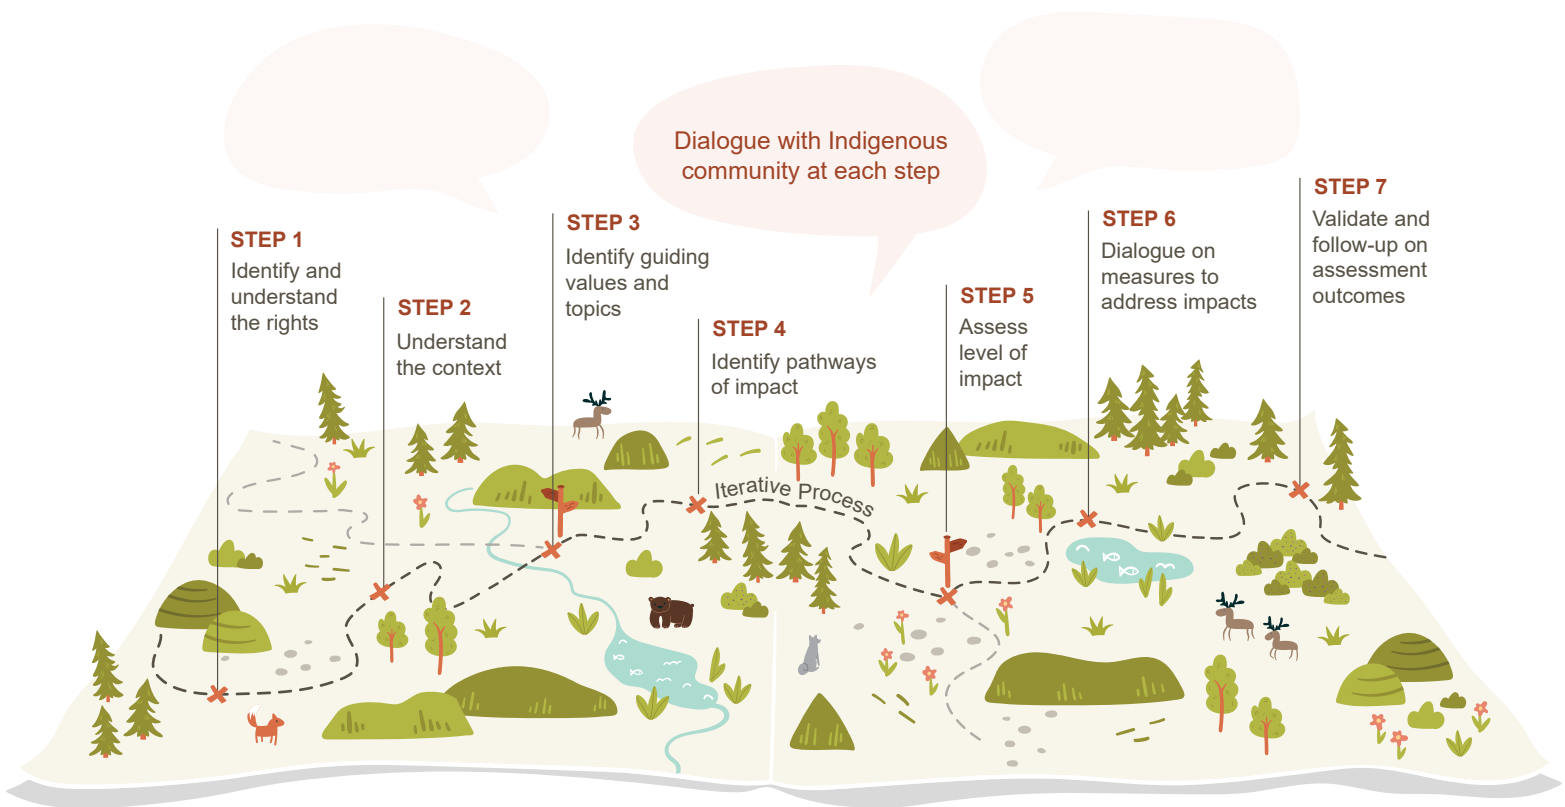 Dialogue with Indigenous
community at each step
STEP 1
Identify and
understand
the rights
STEP 2
Understand
the context
STEP 3
Identify guiding
values and
topics
STEP 4
Identify pathways
of impact
Iterative Process
STEP 5
Assess
level of
impact
STEP 6
Dialogue on
measures to
address impacts
STEP 7
Validate and
follow-up on
assessment
outcomes